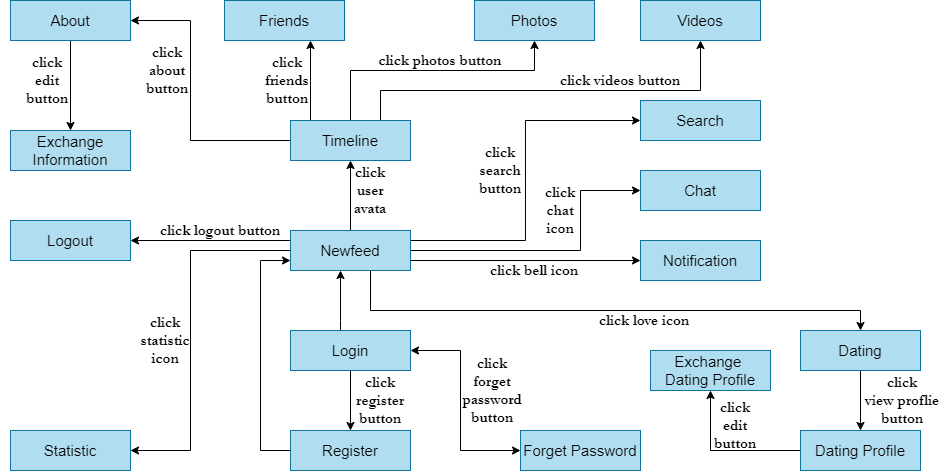 About
Friends
Photos
Videos
click
edit
button
click
about
button
click
friends
button
click photos button
click videos button
Exchange
Information
Timeline
Search
click
user
avata
click
search
button
click
chat
icon
Chat
Logout
click logout button
Newfeed
click bell icon
Notification
click
statistic
icon
click love icon
Login
click
forget
password
button
Exchange
Dating Profile
Dating
click
register
button
click
edit
button
click
view proflie
button
Statistic
Register
Forget Password
Dating Profile